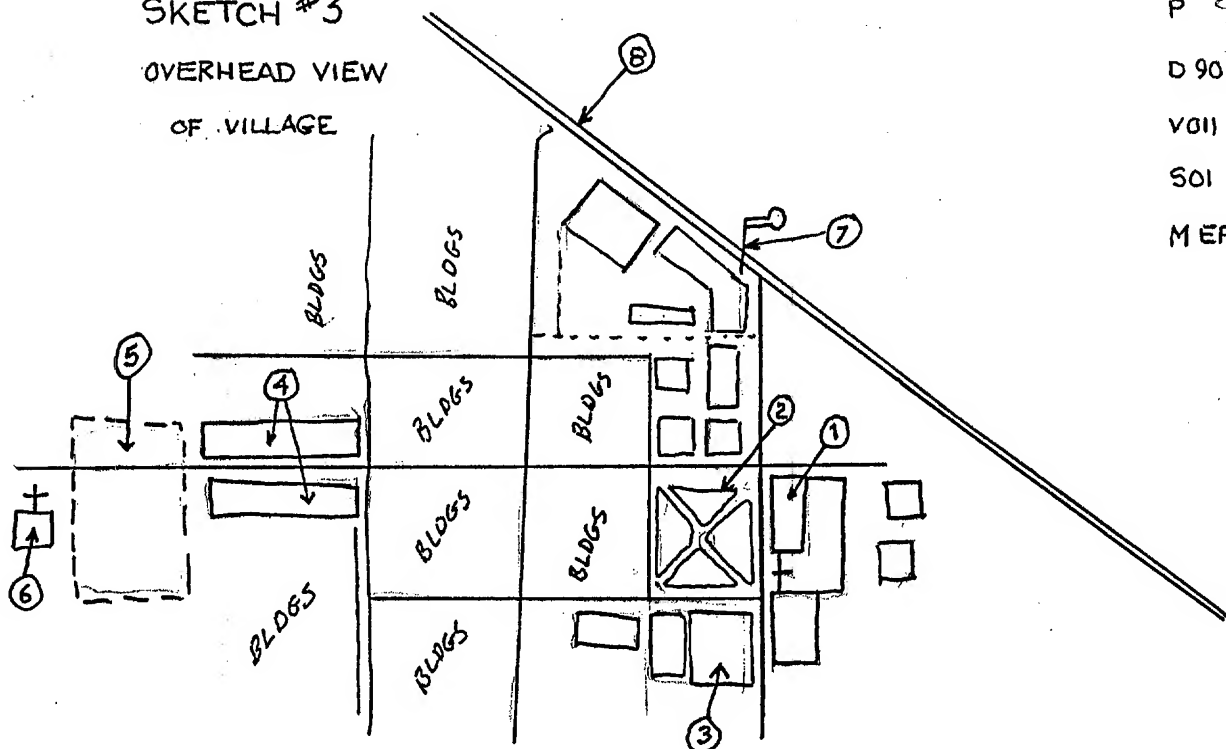 SKETCH #3
OVERHEAD VIEW
OF VILLAGE
P
D 90
V011
S01
M EF
8
7
BLDGS
BLDGS
5
4
2
1
BLDGS
BLDGS
BLDGS
BLDGS
6
BLDGS
BLDGS
3